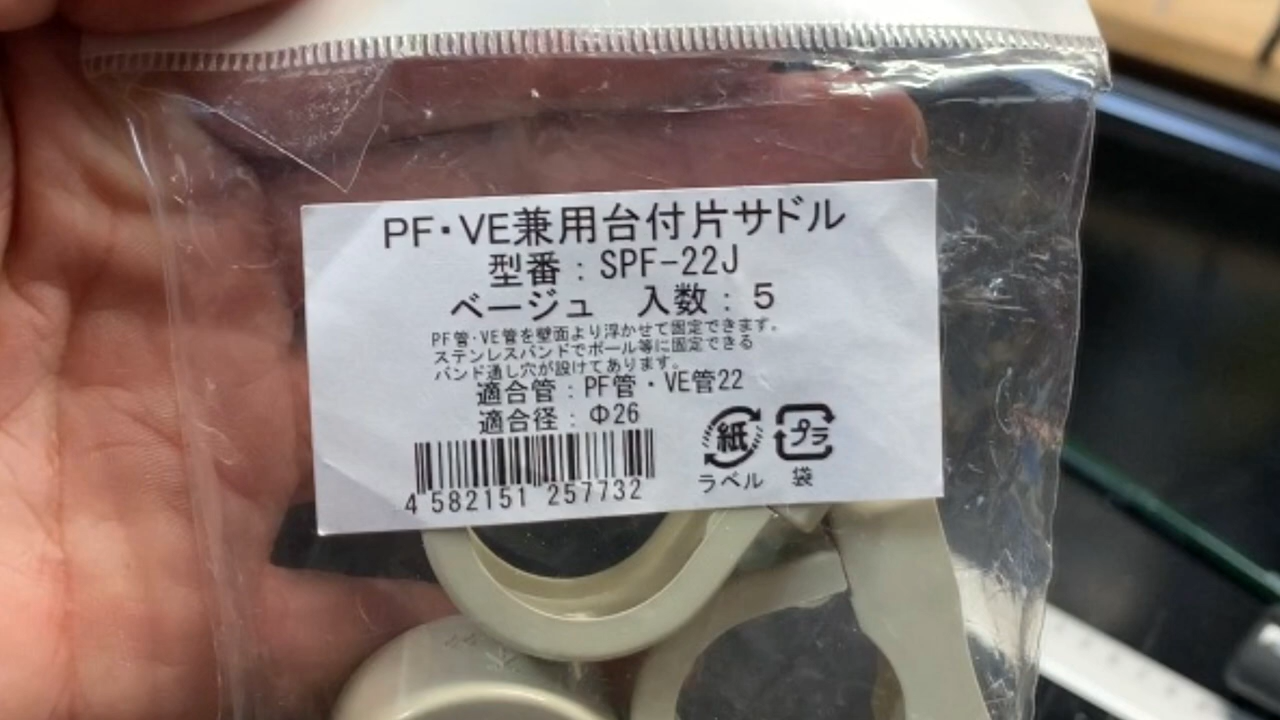 PF・VE兼用台付片サドル
型番：SPF-22J
ベージュ　入数：5
PF管・VE管を壁面より浮かせて固定できます。
ステンレスバンドでポール等に固定できる
バンド通し穴が設けてあります。
適合管：PF管・VE管22
適合径：Φ26
紙 プラ
ラベル 袋
4 582151 257732